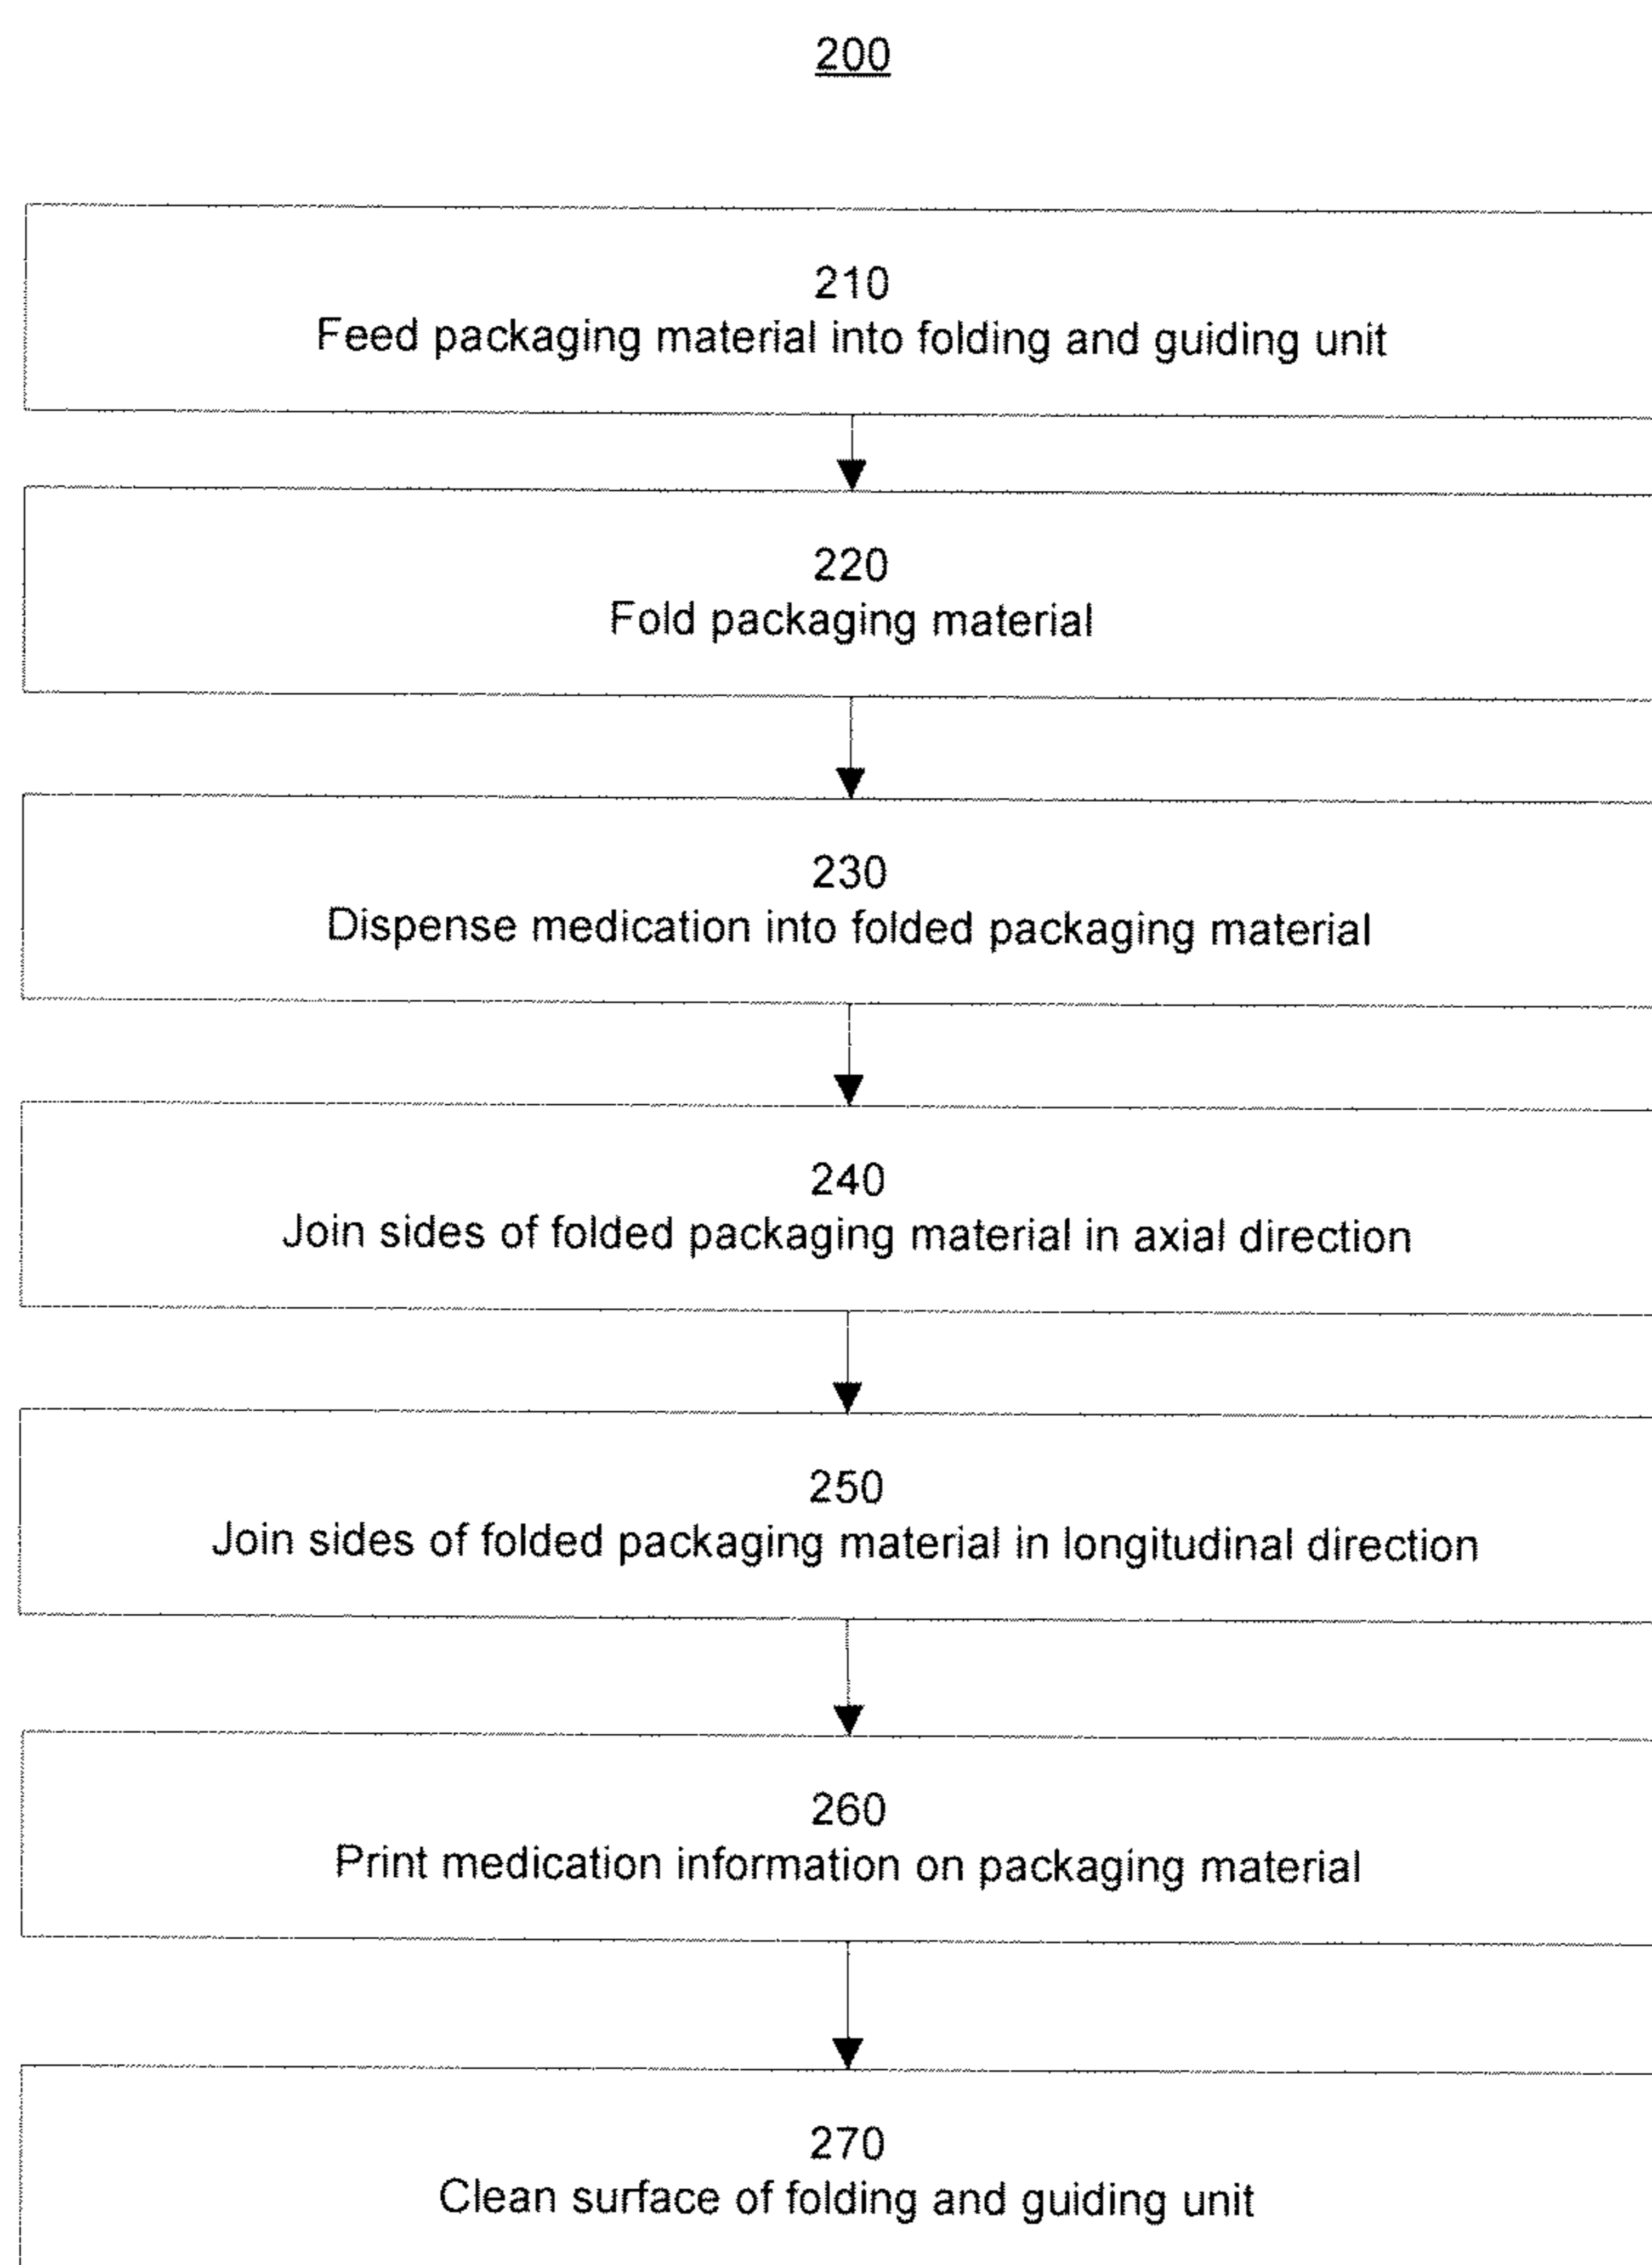 200
210
Feed packaging material into folding and guiding unit
220
Fold packaging material
230
Dispense medication into folded packaging material
240
Join sides of folded packaging material in axial direction
250
Join sides of folded packaging material in longitudinal direction
260
Print medication information on packaging material
270
Clean surface of folding and guiding unit